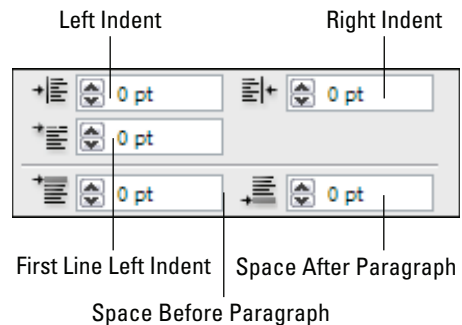 Left Indent
Right Indent
0 pt
0 pt
0 pt
0 pt
0 pt
First Line Left Indent
Space After Paragraph
Space Before Paragraph